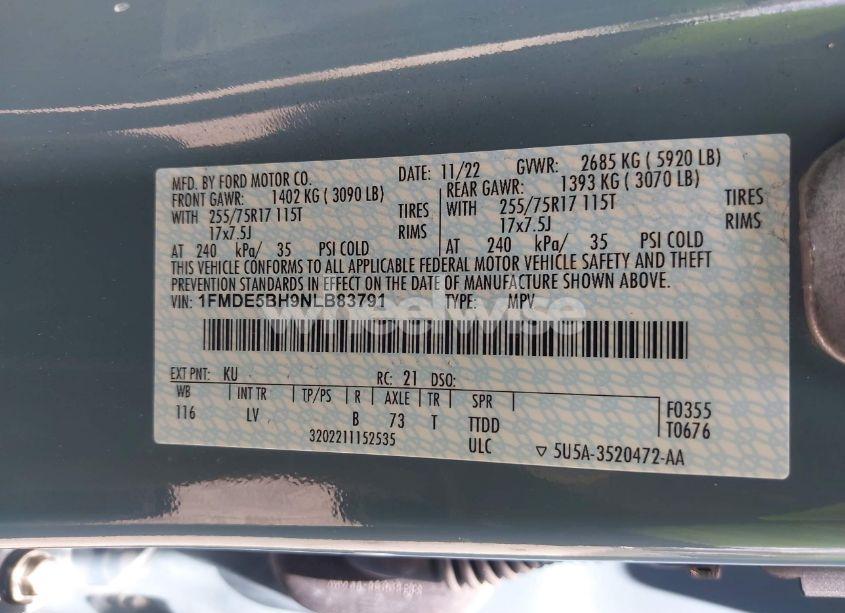 MFD. BY FORD MOTOR CO. DATE: 11/22 GVWR: 2685 KG ( 5920 LB)
FRONT GAWR: 1402 KG ( 3090 LB) REAR GAWR: 1393 KG ( 3070 LB)
WITH 255/75R17 115T TIRES WITH 255/75R17 115T TIRES
17x7.5J RIMS 17x7.5J RIMS
AT 240 kPa/ 35 PSI COLD AT 240 kPa/ 35 PSI COLD
THIS VEHICLE CONFORMS TO ALL APPLICABLE FEDERAL MOTOR VEHICLE SAFETY AND THEFT
PREVENTION STANDARDS IN EFFECT ON THE DATE OF MANUFACTURE SHOWN ABOVE.
VIN: 1FMDE5BH9NLB83791 TYPE: MPV
wheelwise
EXT PNT: KU RC: 21 DSO:
WB INT TR TP/PS R AXLE TR SPR
116 LV B 73 T TTDD
F0355
T0676
3202211152535 ULC ▽ 5U5A-3520472-AA